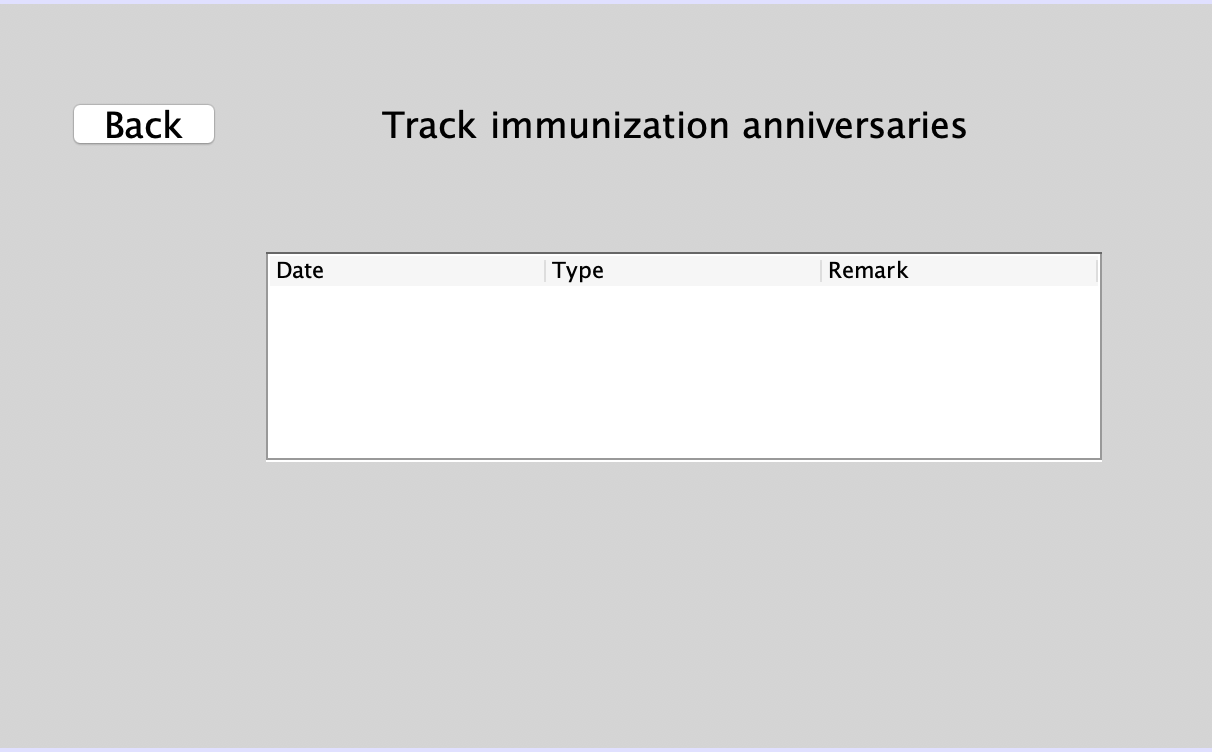 Back
Track immunization anniversaries
Date Type Remark